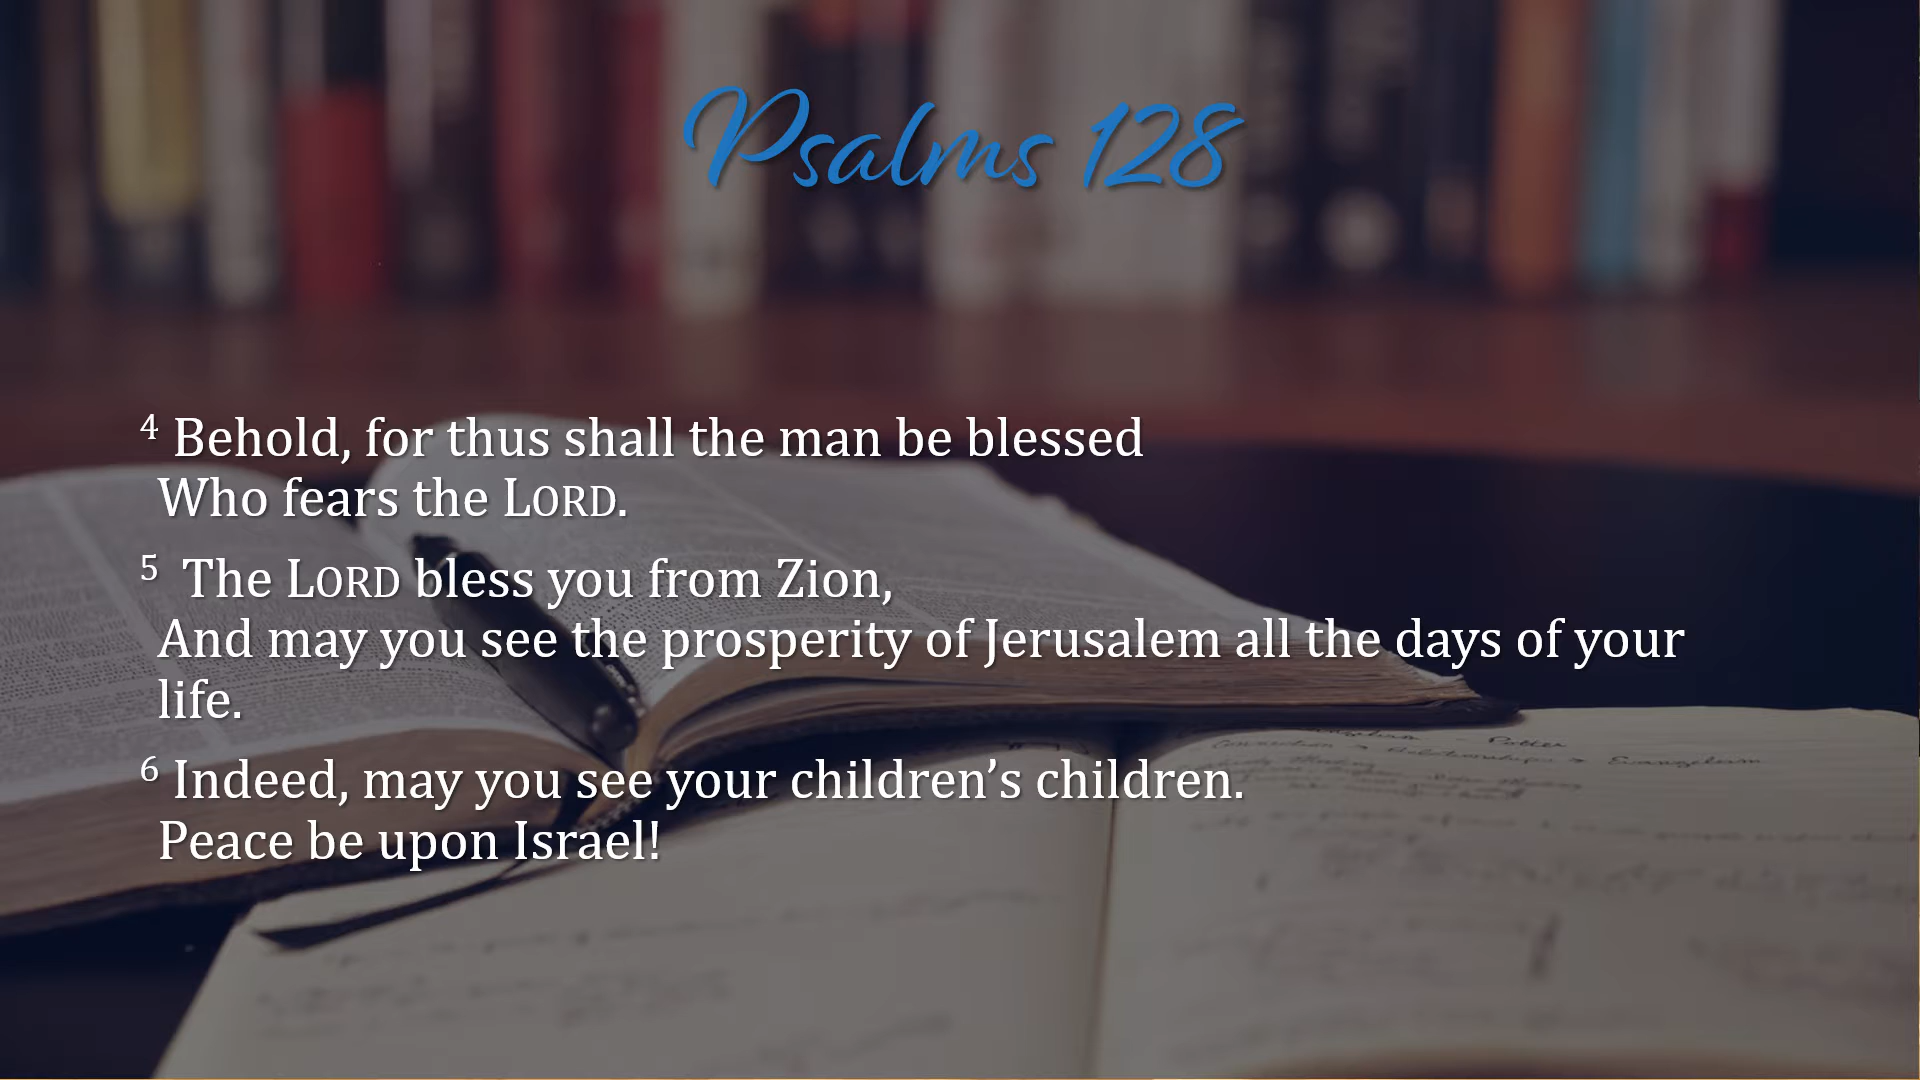 Psalms 128
4 Behold, for thus shall the man be blessed
Who fears the LORD.
5 The LORD bless you from Zion,
And may you see the prosperity of Jerusalem all the days of your
life.
6 Indeed, may you see your children’s children.
Peace be upon Israel!